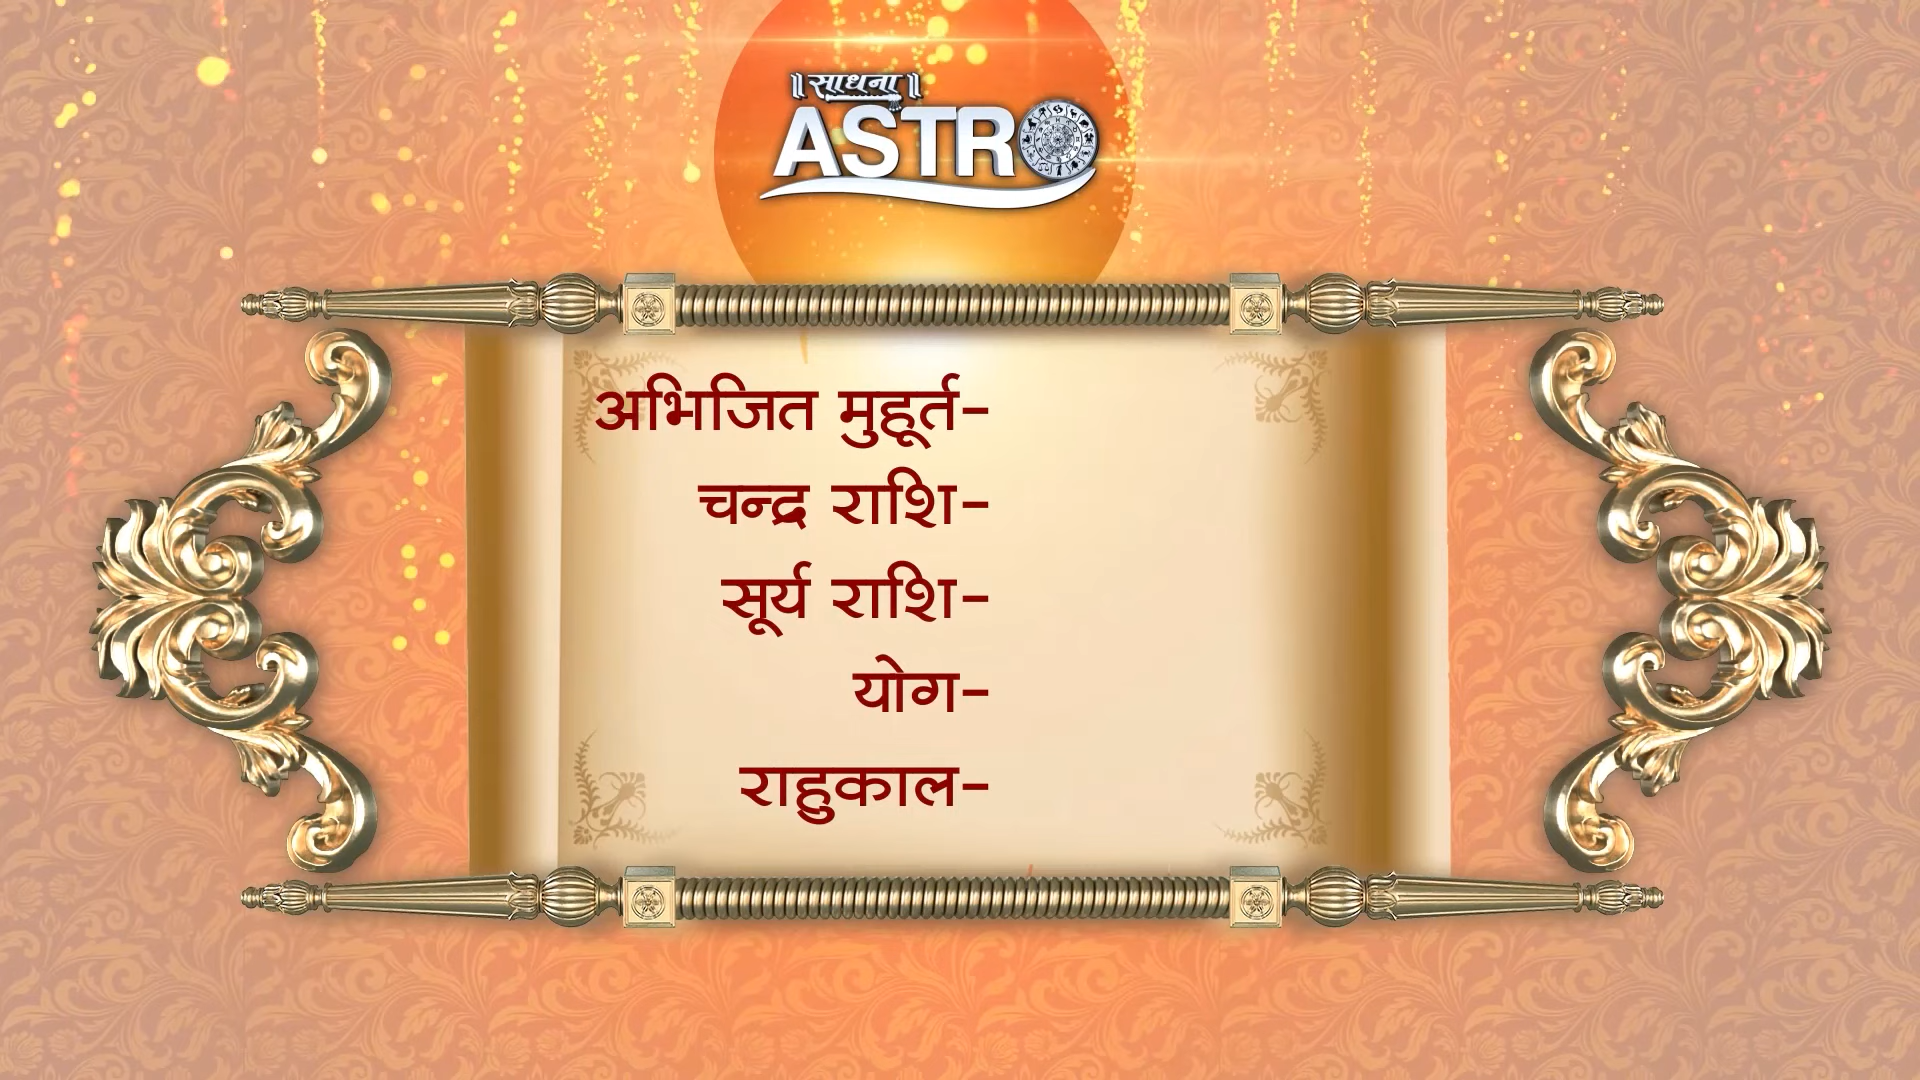 ॥साधना॥
ASTRO
अभिजित मुहूर्त-
चन्द्र राशि-
सूर्य राशि-
योग-
राहुकाल-